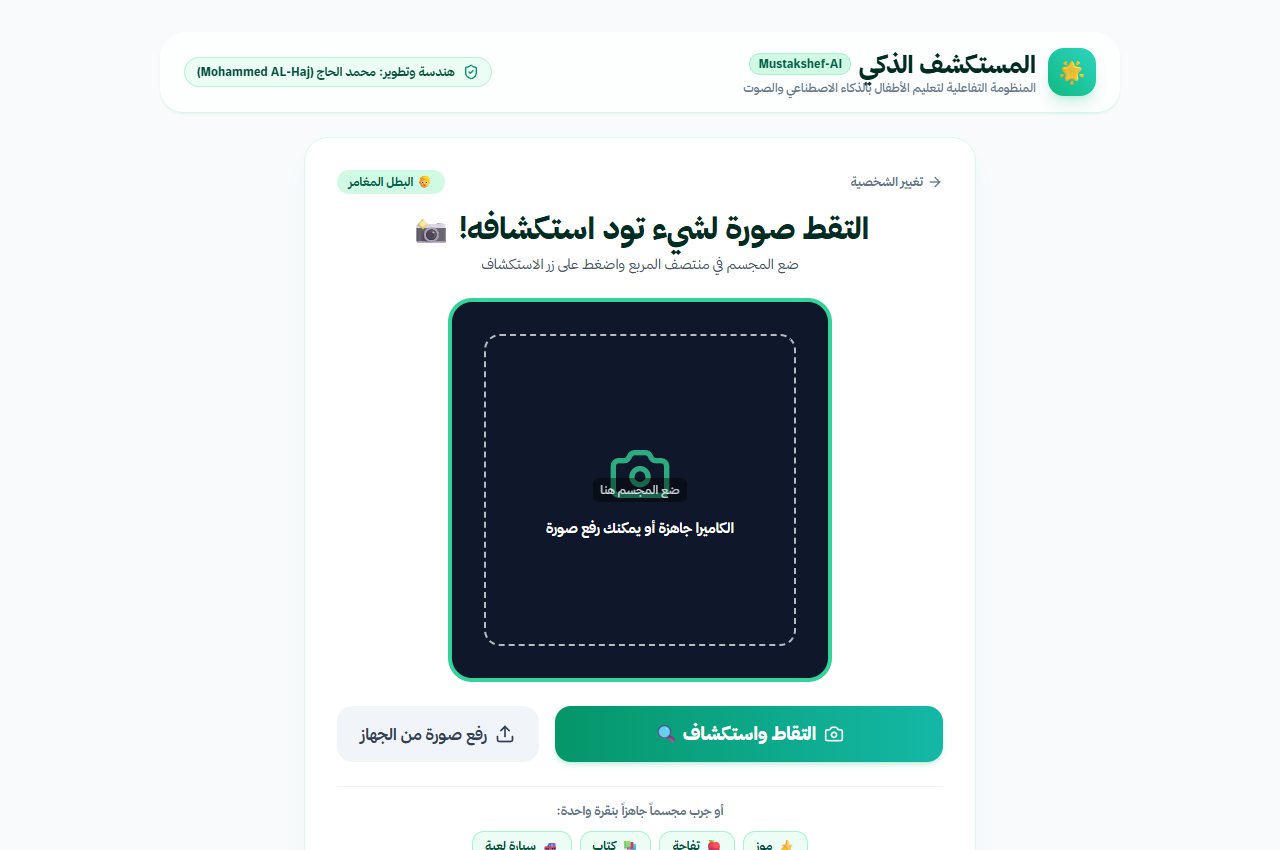 المستكشف الذكي Mustakshef-AI
المنظومة التفاعلية لتعليم الأطفال بالذكاء الاصطناعي والصوت
هندسة وتطوير: محمد الحاج (Mohammed AL-Haj)
تغيير الشخصية
البطل المغامر
التقط صورة لشيء تود استكشافه!
ضع المجسم في منتصف المربع واضغط على زر الاستكشاف
ضع المجسم هنا
الكاميرا جاهزة أو يمكنك رفع صورة
التقاط واستكشاف
رفع صورة من الجهاز
أو جرب مجسماً جاهزاً بنقرة واحدة:
موز
تفاحة
كتاب
سيارة لعبة